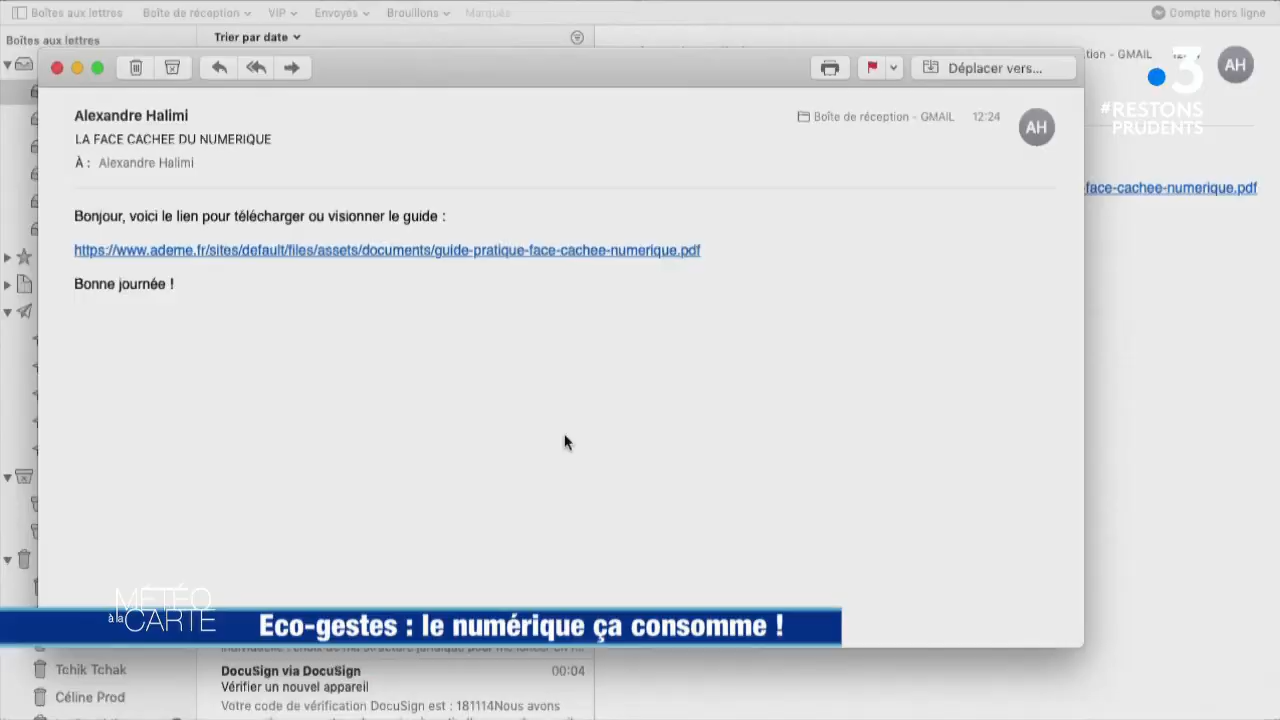 Boîtes aux lettres Boîte de réception VIP Envoyés Brouillons Marqués Compte hors ligne
Boîtes aux lettres
Trier par date
GMAIL
AH
3
#RESTONS
PRUDENTS
Déplacer vers...
Alexandre Halimi
Boîte de réception - GMAIL 12:24
AH
LA FACE CACHEE DU NUMERIQUE
À : Alexandre Halimi
face-cachee-numerique.pdf
Bonjour, voici le lien pour télécharger ou visionner le guide :
https://www.ademe.fr/sites/default/files/assets/documents/guide-pratique-face-cachee-numerique.pdf
Bonne journée !
MÉTÉO
à la CARTE
Eco-gestes : le numérique ça consomme !
Tchik Tchak
DocuSign via DocuSign 00:04
Vérifier un nouvel appareil
Céline Prod
Votre code de vérification DocuSign est : 181114Nous avons